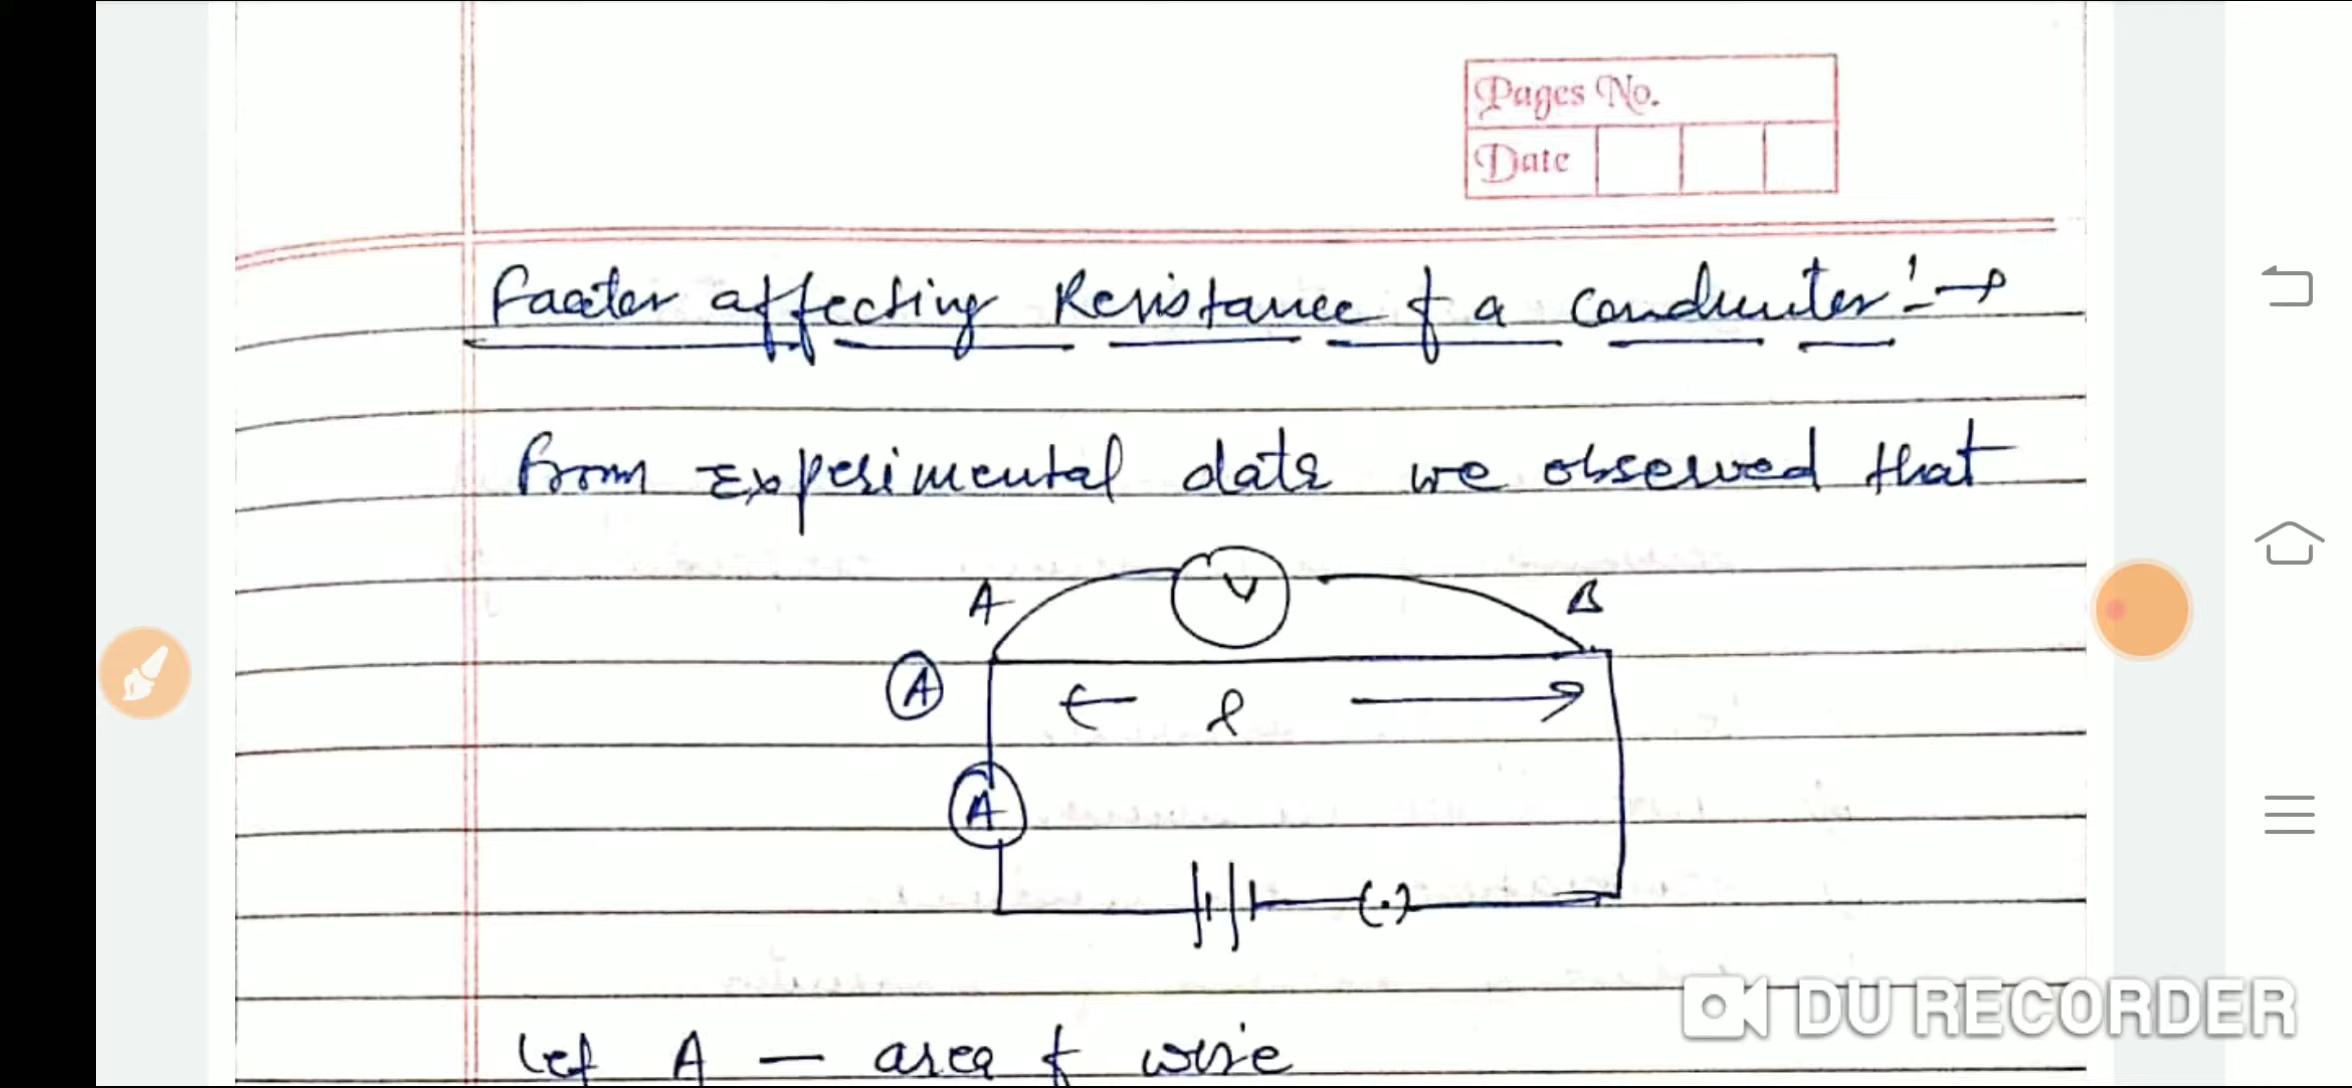 Pages No.
Date
Factor affecting Resistance of a conductor :→
From Experimental data we observed that
A V B
A
← l →
A
Let A — area of wire
DU RECORDER